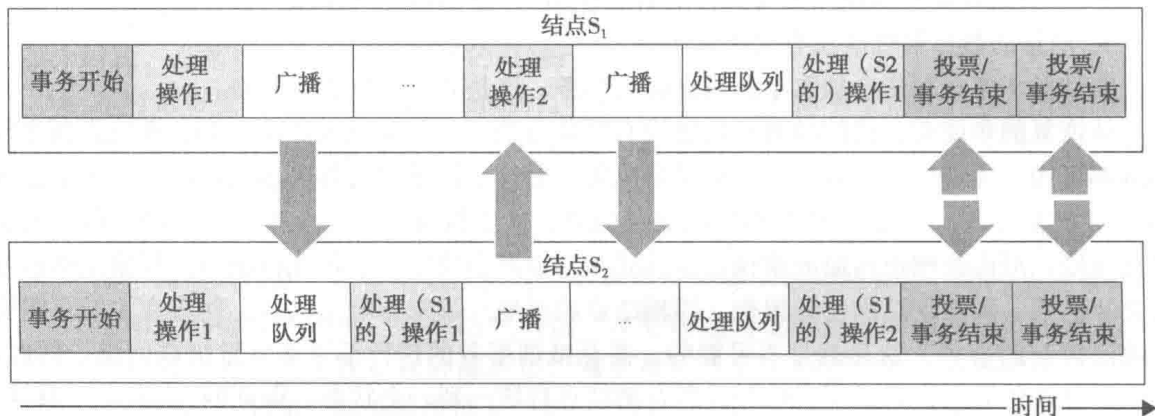 结点S₁
事务开始
处理
操作1
广播
...
处理
操作2
广播
处理队列
处理（S2
的）操作1
投票/
事务结束
投票/
事务结束
结点S₂
事务开始
处理
操作1
处理
队列
处理（S1
的）操作1
广播
...
处理队列
处理（S1
的）操作2
投票/
事务结束
投票/
事务结束
时间